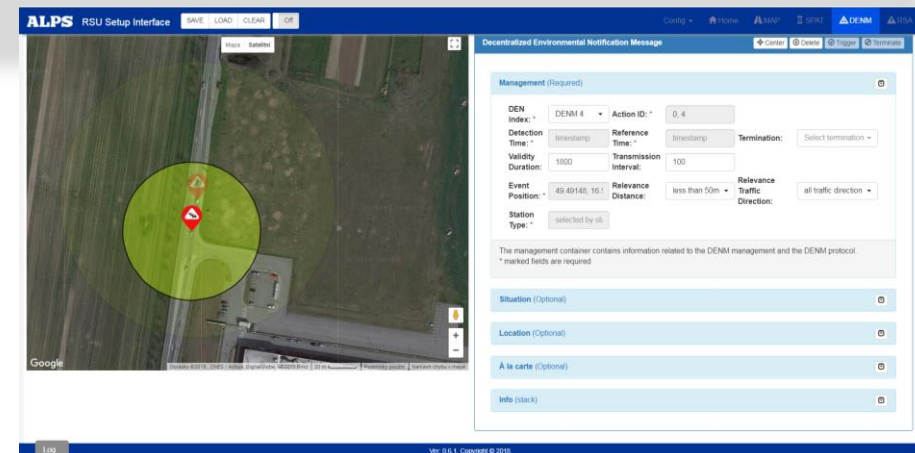 ALPS RSU Setup Interface SAVE LOAD CLEAR Off Config Home MAP SPAT DENM RSA
Mapa Satelitní
Decentralized Environmental Notification Message Center Delete Trigger Terminate
Management (Required)
DEN Index: * DENM 4 Action ID: * 0, 4
Detection Time: * timestamp Reference Time: * timestamp Termination: Select termination
Validity Duration: 1800 Transmission Interval: 100
Event Position: * 49.49148, 16. Relevance Distance: less than 50m Relevance Traffic Direction: all traffic direction
Station Type: * selected by st
The management container contains information related to the DENM management and the DENM protocol.
* marked fields are required
Situation (Optional)
Location (Optional)
À la carte (Optional)
Info (stack)
Google
20 m
Log
Ver. 0.6.1. Copyright © 2016